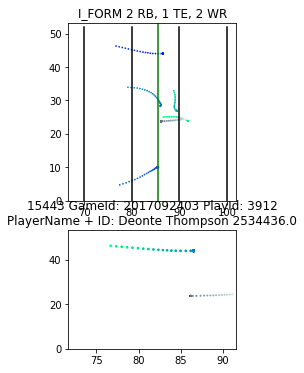 I_FORM 2 RB, 1 TE, 2 WR
50
40
30
20
10
0
70 80 90 100
15443 GameId: 2017092403 PlayId: 3912
PlayerName + ID: Deonte Thompson 2534436.0
40
20
0
75 80 85 90